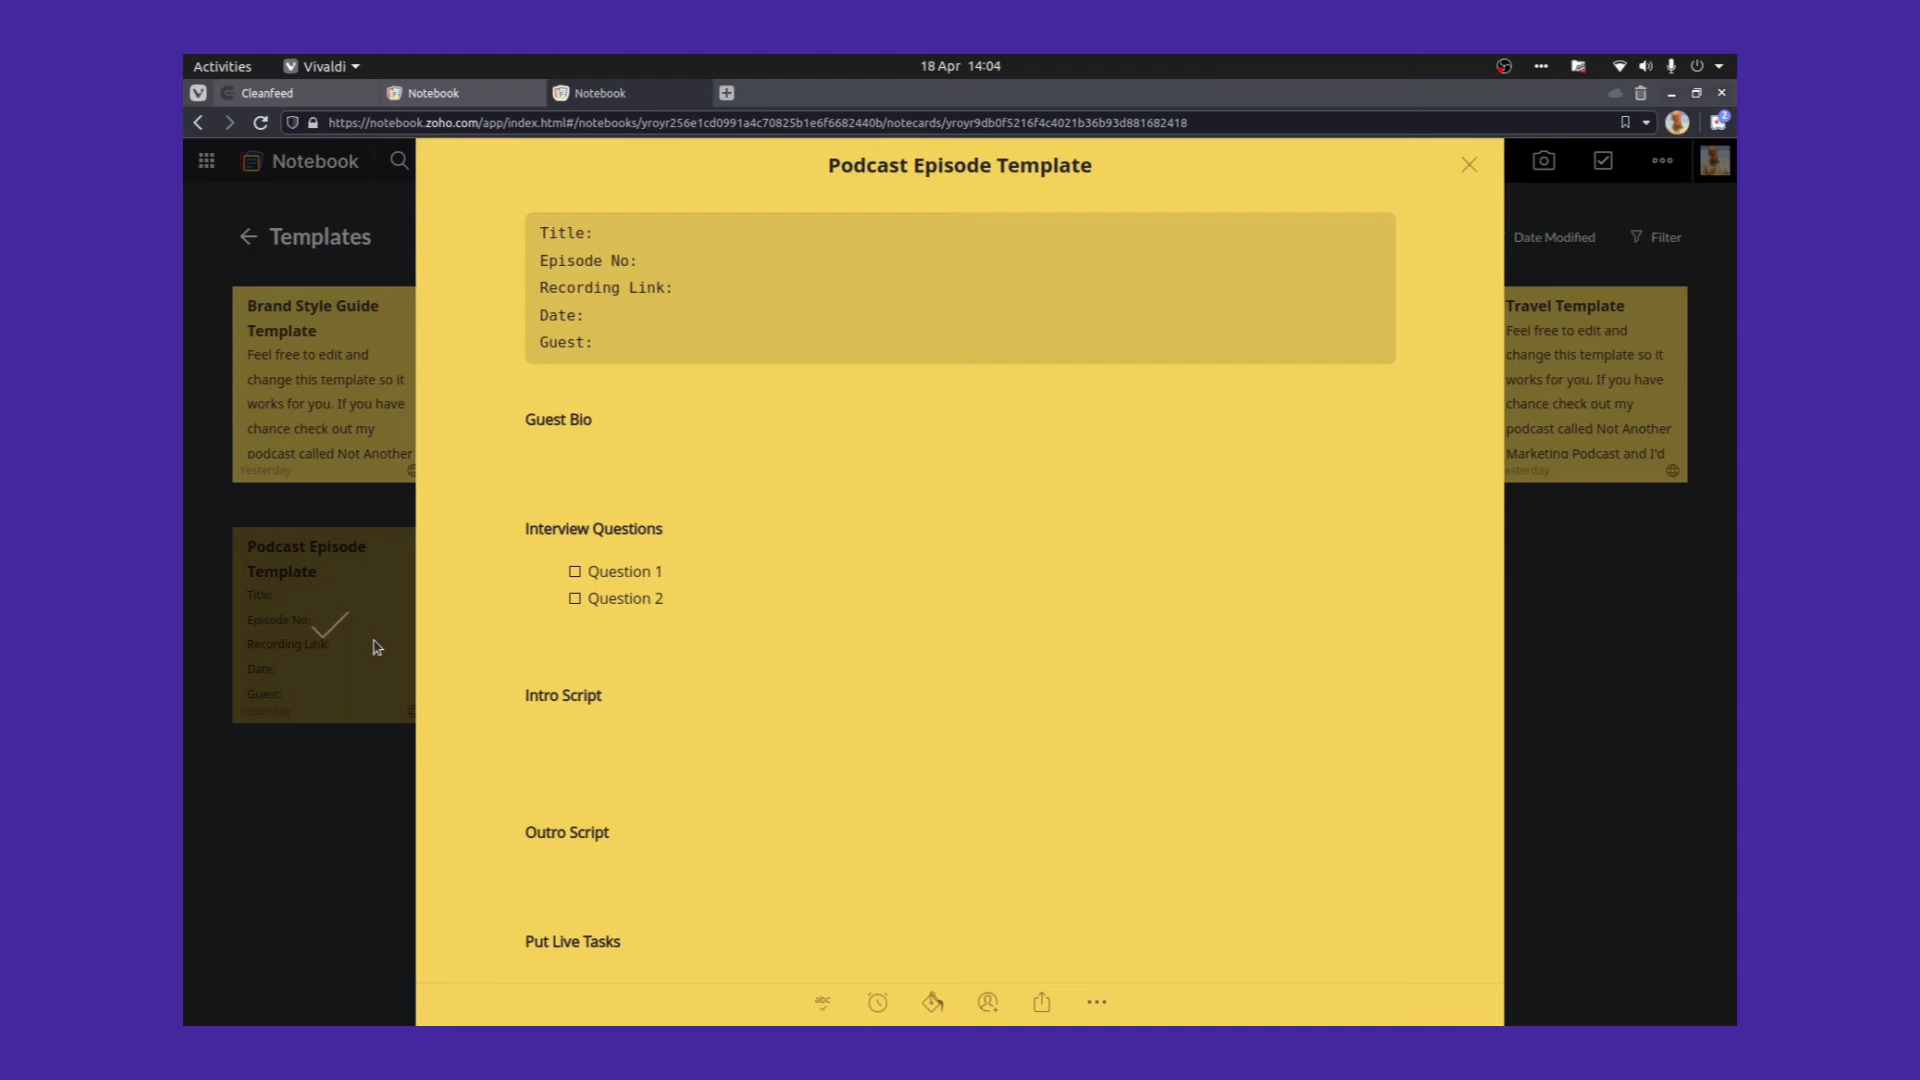 Activities
Vivaldi
18 Apr 14:04
Cleanfeed
Notebook
Notebook
https://notebook.zoho.com/app/index.html#/notebooks/yroyr256e1cd0991a4c70825b1e6f6682440b/notecards/yroyr9db0f5216f4c4021b36b93d881682418
2
Notebook
Podcast Episode Template
Templates
Date Modified
Filter
Brand Style Guide
Template
Feel free to edit and
change this template so it
works for you. If you have
chance check out my
podcast called Not Another
Yesterday
Podcast Episode
Template
Title:
Episode No:
Recording Link:
Date:
Guest:
Yesterday
Title:
Episode No:
Recording Link:
Date:
Guest:
Guest Bio
Interview Questions
Question 1
Question 2
Intro Script
Outro Script
Put Live Tasks
abc
Travel Template
Feel free to edit and
change this template so it
works for you. If you have
chance check out my
podcast called Not Another
Marketing Podcast and I'd
esterday